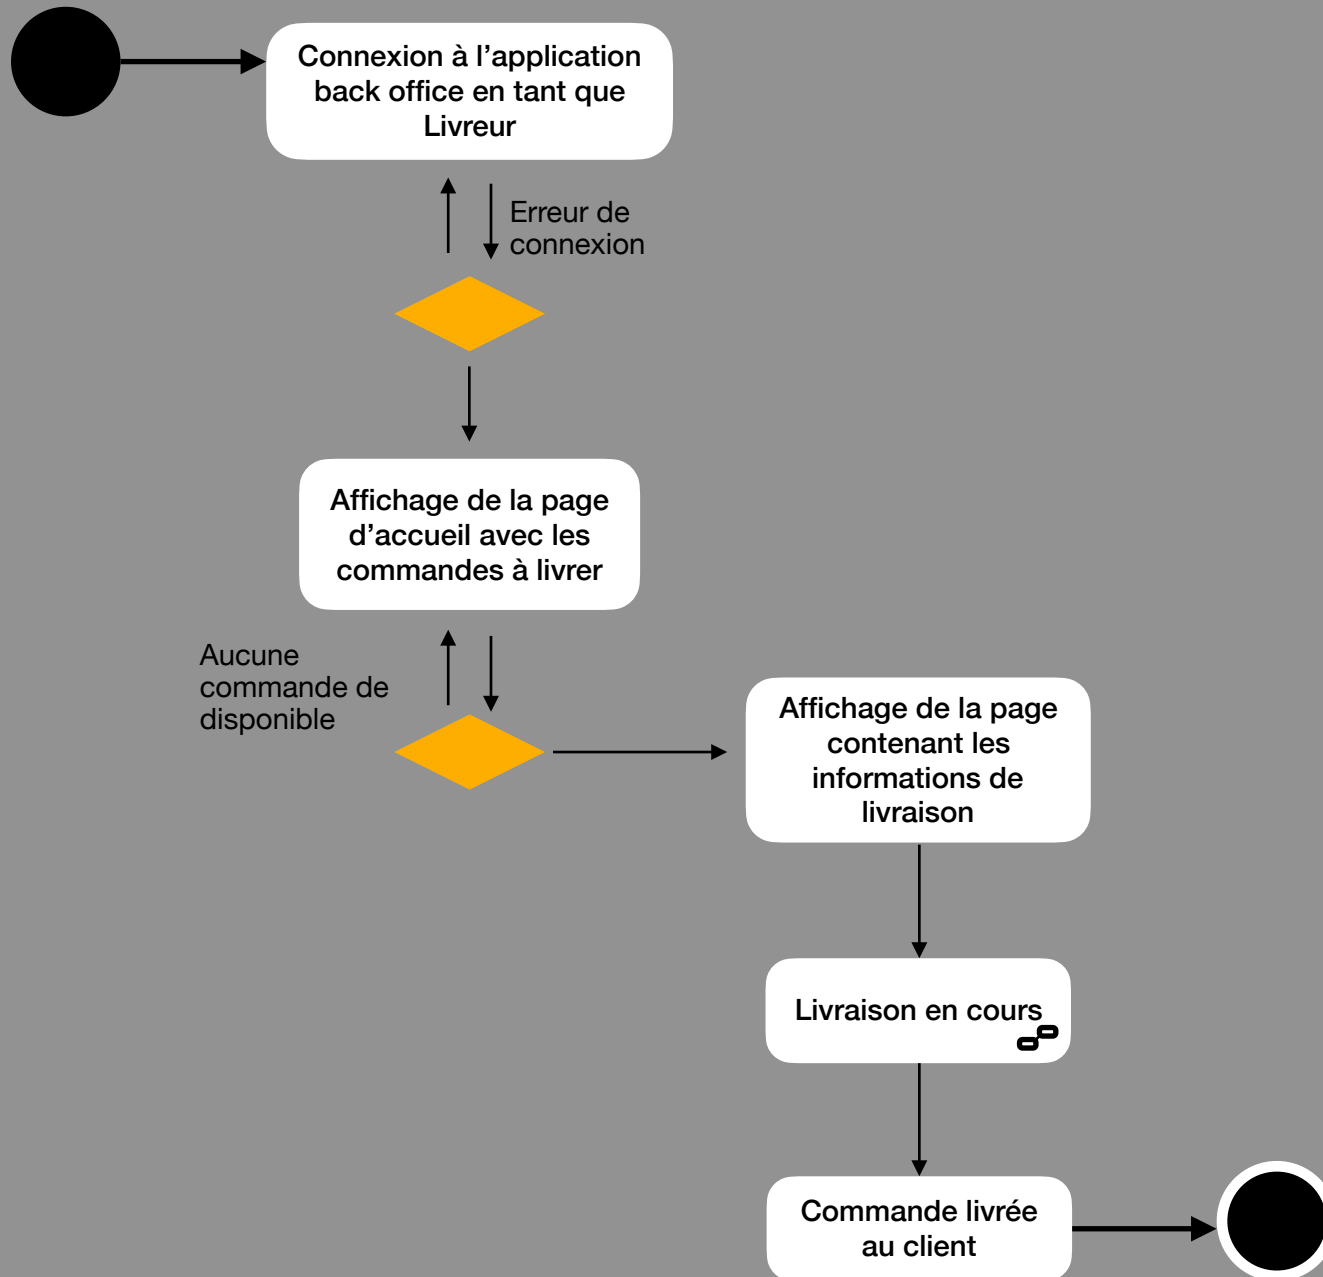 Connexion à l’application
back office en tant que
Livreur
Erreur de
connexion
Affichage de la page
d’accueil avec les
commandes à livrer
Aucune
commande de
disponible
Affichage de la page
contenant les
informations de
livraison
Livraison en cours
Commande livrée
au client